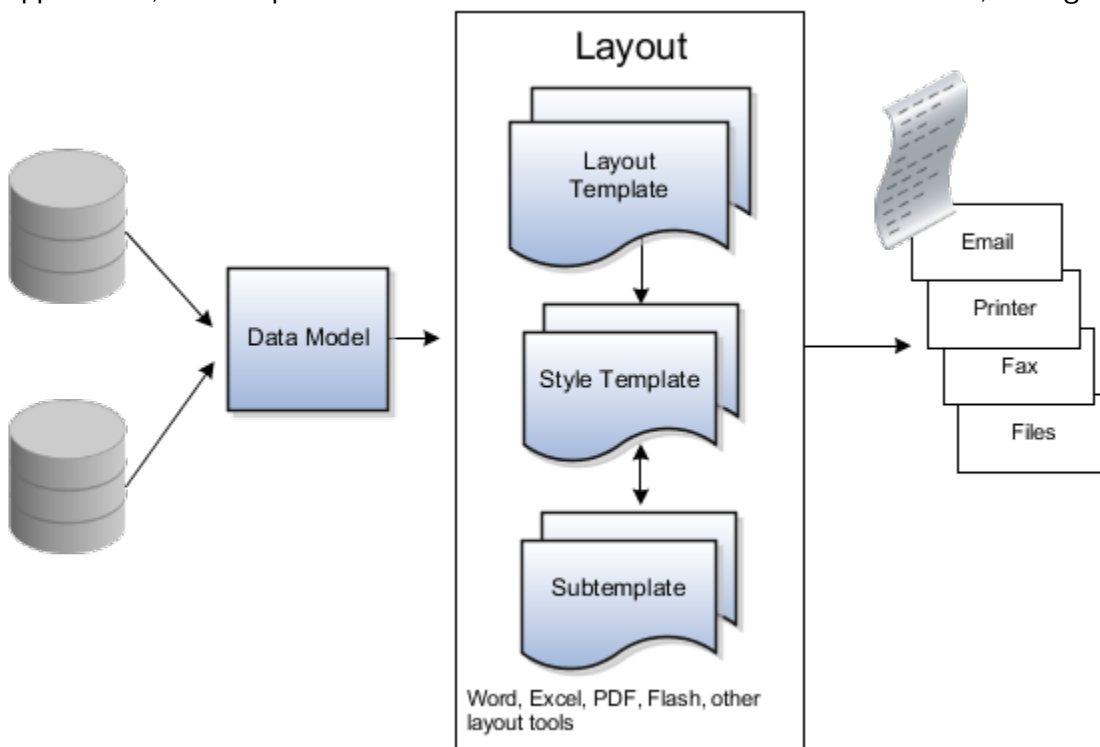 Layout
Layout
Template
Data Model
Style Template
Subtemplate
Word, Excel, PDF, Flash, other
layout tools
Email
Printer
Fax
Files